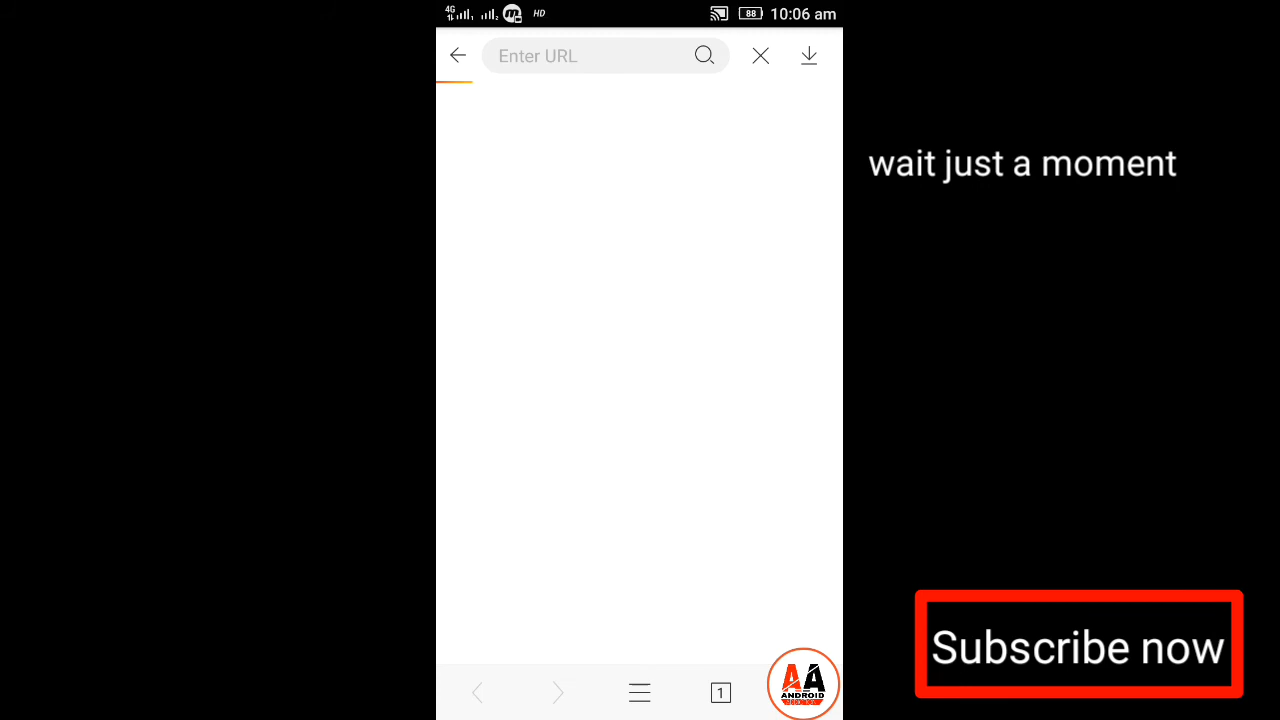 4G
HD
88
10:06 am
Enter URL
wait just a moment
Subscribe now
1
AA
ANDROID